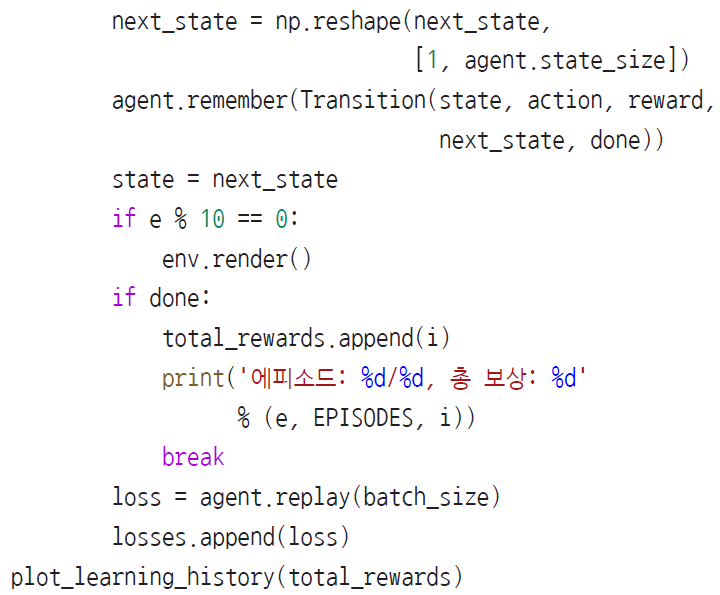 next_state = np.reshape(next_state,
[1, agent.state_size])
agent.remember(Transition(state, action, reward,
next_state, done))
state = next_state
if e % 10 == 0:
env.render()
if done:
total_rewards.append(i)
print('에피소드: %d/%d, 총 보상: %d'
% (e, EPISODES, i))
break
loss = agent.replay(batch_size)
losses.append(loss)
plot_learning_history(total_rewards)